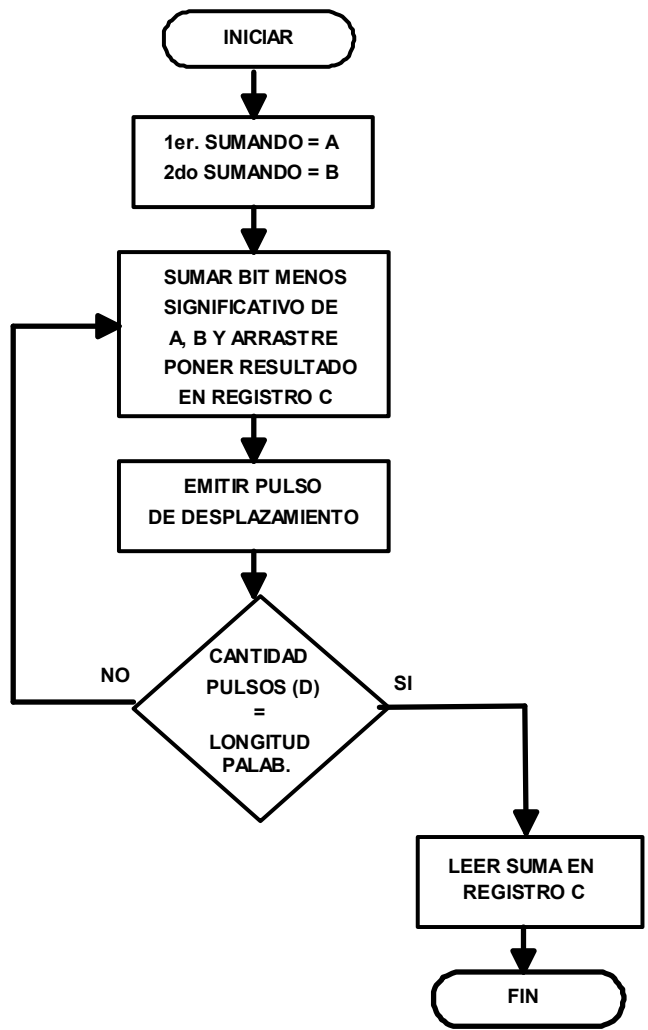 INICIAR
1er. SUMANDO = A
2do SUMANDO = B
SUMAR BIT MENOS
SIGNIFICATIVO DE
A, B Y ARRASTRE
PONER RESULTADO
EN REGISTRO C
EMITIR PULSO
DE DESPLAZAMIENTO
CANTIDAD
PULSOS (D)
=
LONGITUD
PALAB.
NO
SI
LEER SUMA EN
REGISTRO C
FIN